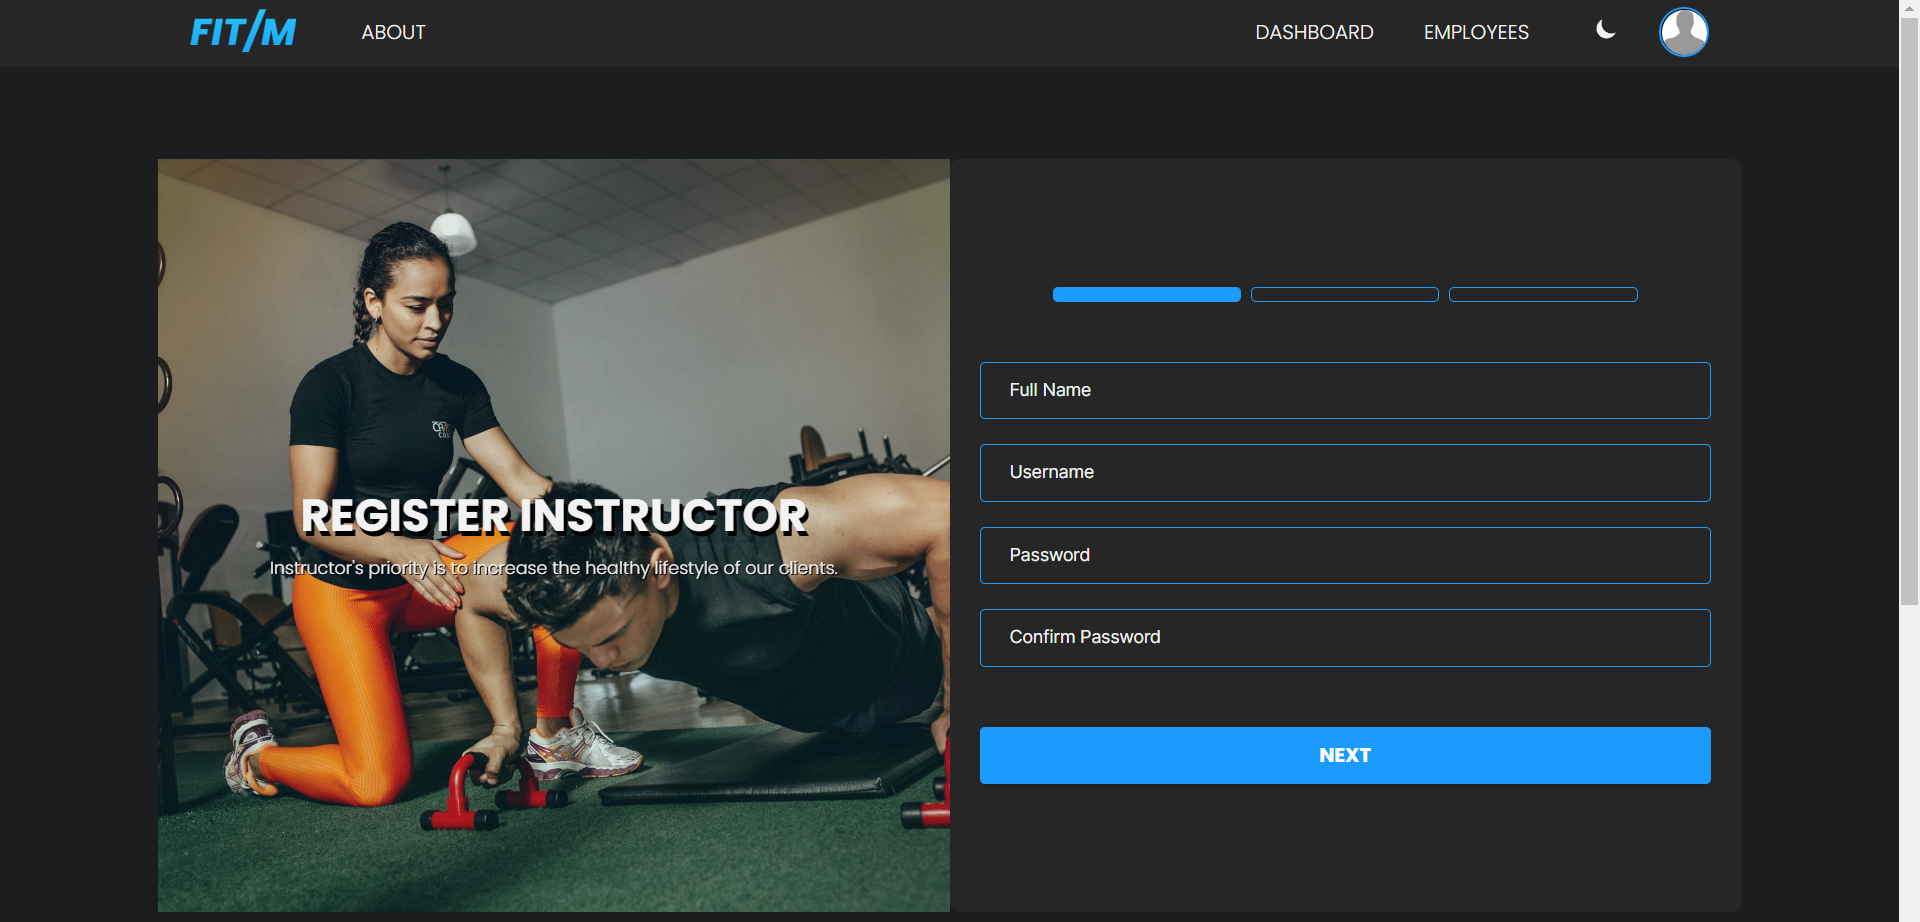 FIT/M
ABOUT
DASHBOARD
EMPLOYEES
REGISTER INSTRUCTOR
Instructor's priority is to increase the healthy lifestyle of our clients.
Full Name
Username
Password
Confirm Password
NEXT